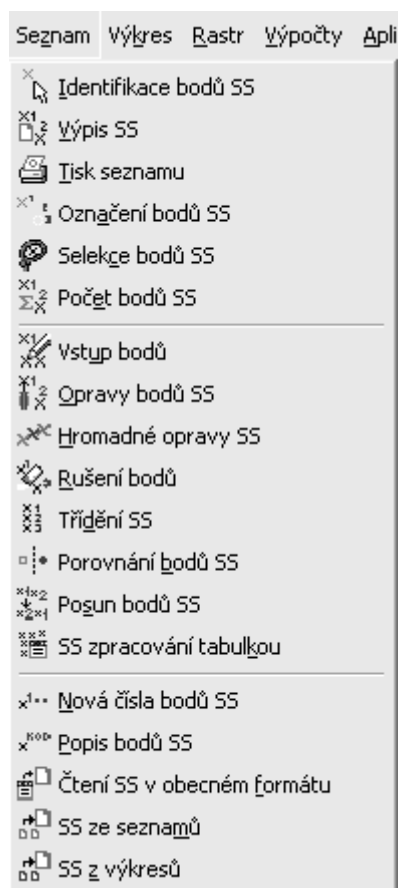 Seznam Výkres Rastr Výpočty Apli
Identifikace bodů SS
Výpis SS
Tisk seznamu
Označení bodů SS
Selekce bodů SS
Počet bodů SS
Vstup bodů
Opravy bodů SS
Hromadné opravy SS
Rušení bodů
Třídění SS
Porovnání bodů SS
Posun bodů SS
SS zpracování tabulkou
Nová čísla bodů SS
Popis bodů SS
Čtení SS v obecném formátu
SS ze seznamů
SS z výkresů